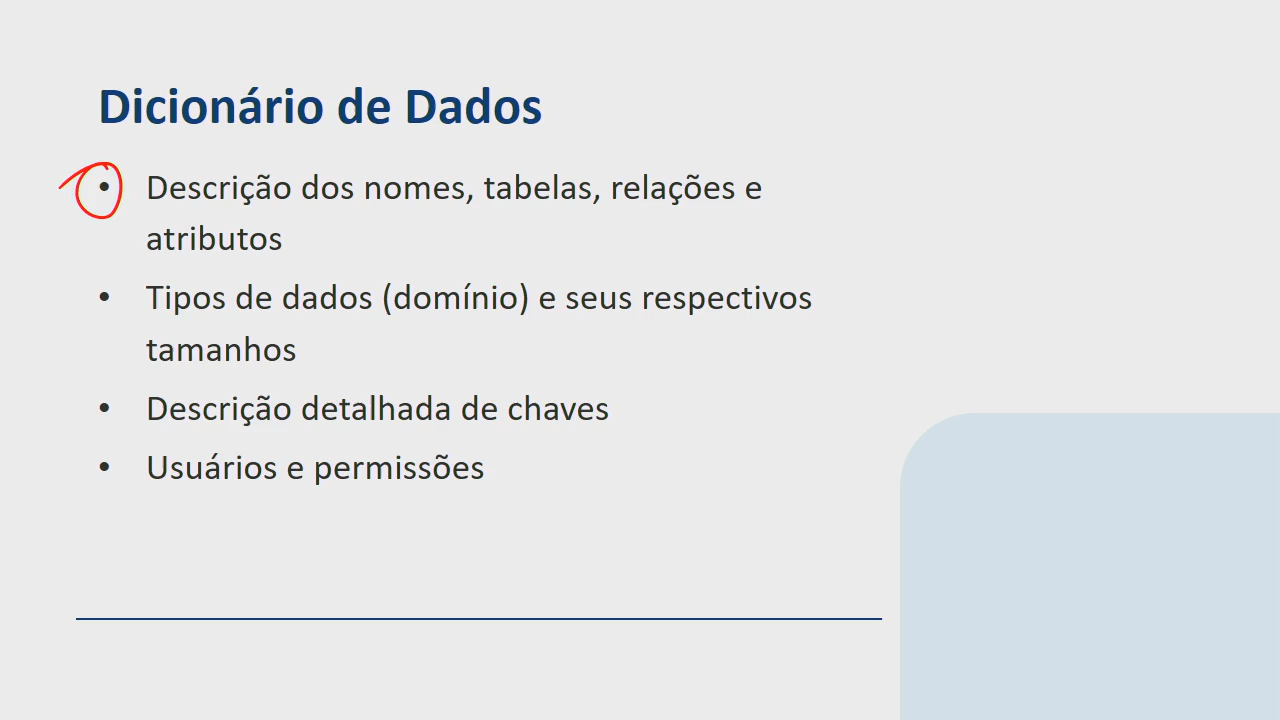 Dicionário de Dados
• Descrição dos nomes, tabelas, relações e
atributos
• Tipos de dados (domínio) e seus respectivos
tamanhos
• Descrição detalhada de chaves
• Usuários e permissões